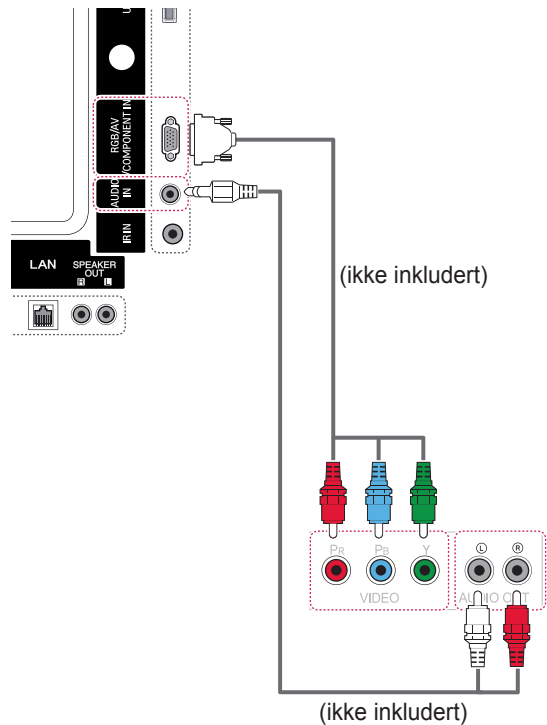 RGB/AV
/COMPONENT IN
AUDIO
IN
IR IN
LAN
SPEAKER
OUT
R L
(ikke inkludert)
PR PB Y
VIDEO
L R
AUDIO OUT
(ikke inkludert)